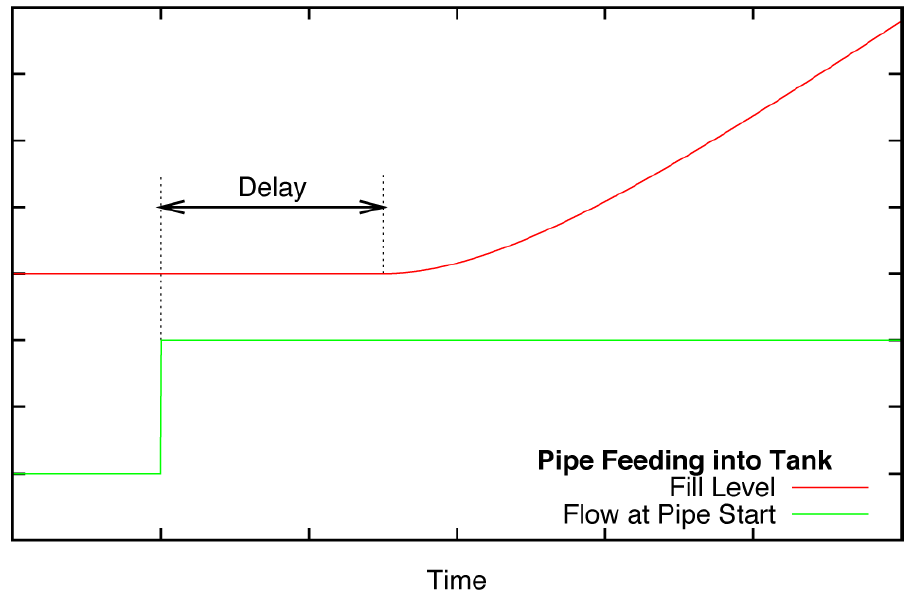 Delay
Pipe Feeding into Tank
Fill Level
Flow at Pipe Start
Time